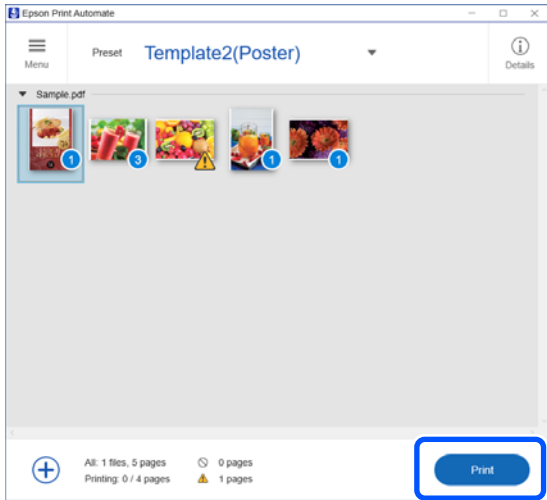 Epson Print Automate
Menu
Preset
Template2(Poster)
Details
Sample.pdf
1
3
1
1
All: 1 files, 5 pages
0 pages
Printing: 0 / 4 pages
1 pages
Print